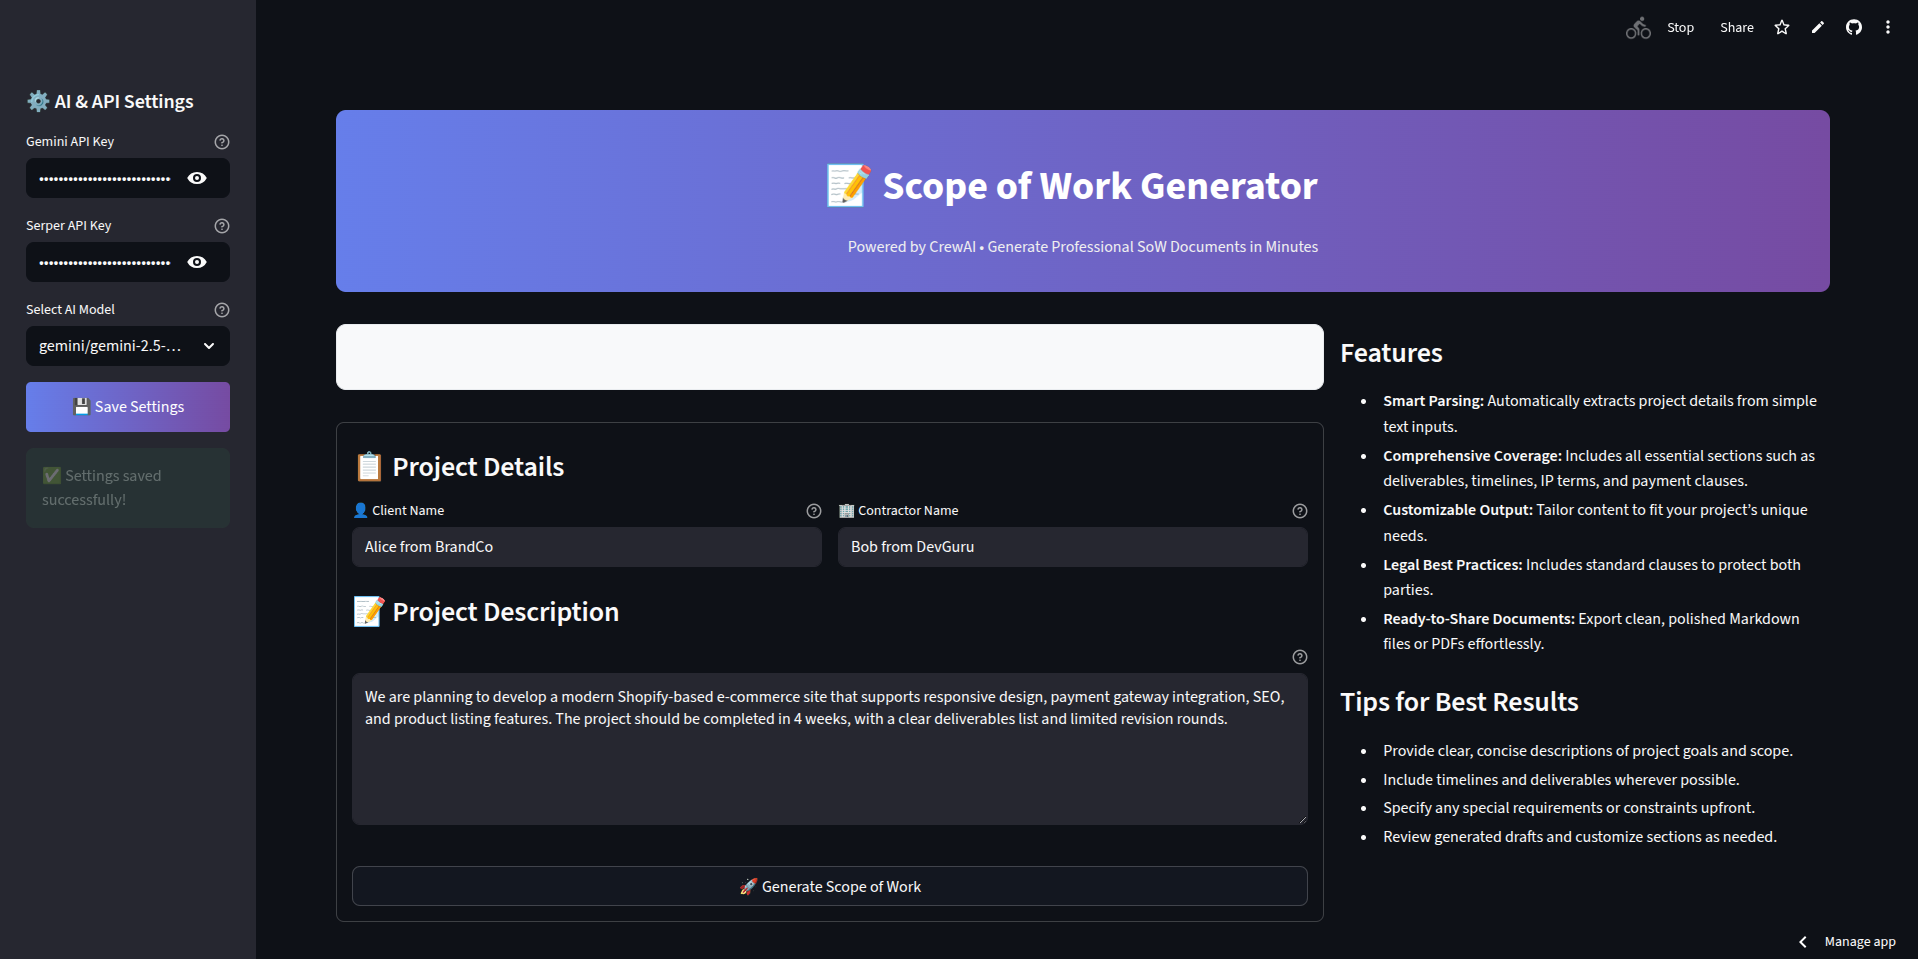 Stop Share
⚙️ AI & API Settings
Gemini API Key
Serper API Key
Select AI Model
gemini/gemini-2.5-...
💾 Save Settings
✅ Settings saved
successfully!
📝 Scope of Work Generator
Powered by CrewAI • Generate Professional SoW Documents in Minutes
📋 Project Details
👤 Client Name
🏢 Contractor Name
Alice from BrandCo
Bob from DevGuru
📝 Project Description
We are planning to develop a modern Shopify-based e-commerce site that supports responsive design, payment gateway integration, SEO,
and product listing features. The project should be completed in 4 weeks, with a clear deliverables list and limited revision rounds.
🚀 Generate Scope of Work
Features
• Smart Parsing: Automatically extracts project details from simple
text inputs.
• Comprehensive Coverage: Includes all essential sections such as
deliverables, timelines, IP terms, and payment clauses.
• Customizable Output: Tailor content to fit your project's unique
needs.
• Legal Best Practices: Includes standard clauses to protect both
parties.
• Ready-to-Share Documents: Export clean, polished Markdown
files or PDFs effortlessly.
Tips for Best Results
• Provide clear, concise descriptions of project goals and scope.
• Include timelines and deliverables wherever possible.
• Specify any special requirements or constraints upfront.
• Review generated drafts and customize sections as needed.
Manage app